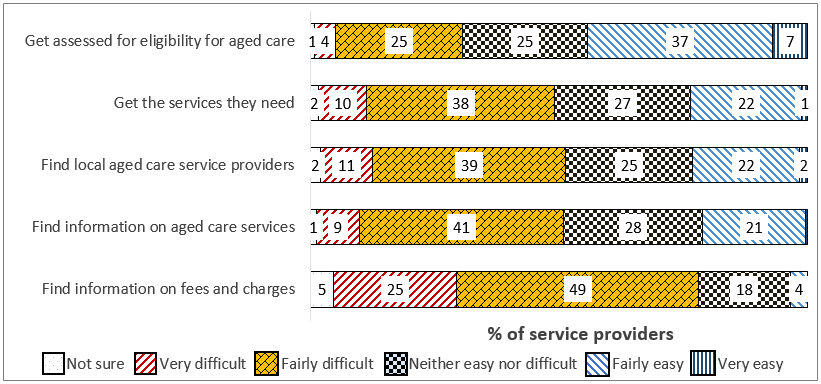 Get assessed for eligibility for aged care 1 4 25 25 37 7
Get the services they need 2 10 38 27 22 1
Find local aged care service providers 2 11 39 25 22 2
Find information on aged care services 1 9 41 28 21
Find information on fees and charges 5 25 49 18 4
% of service providers
Not sure Very difficult Fairly difficult Neither easy nor difficult Fairly easy Very easy